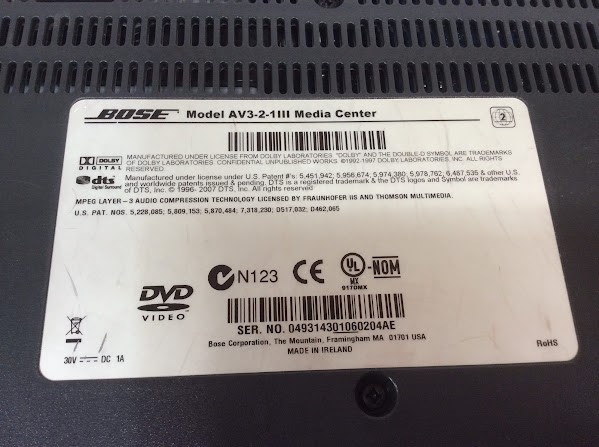 BOSE Model AV3-2-1III Media Center
2
DOLBY DIGITAL
MANUFACTURED UNDER LICENSE FROM DOLBY LABORATORIES. "DOLBY" AND THE DOUBLE-D SYMBOL ARE TRADEMARKS
OF DOLBY LABORATORIES. CONFIDENTIAL UNPUBLISHED WORKS ©1992-1997 DOLBY LABORATORIES, INC. ALL RIGHTS
RESERVED.
dts Digital Surround
Manufactured under license under U.S. Patent #'s: 5,451,942; 5,956,674; 5,974,380; 5,978,762; 6,487,535 & other U.S.
and worldwide patents issued & pending. DTS is a registered trademark & the DTS logos and Symbol are trademarks
of DTS, Inc. © 1996- 2007 DTS, Inc. All rights reserved
MPEG LAYER – 3 AUDIO COMPRESSION TECHNOLOGY LICENSED BY FRAUNHOFER IIS AND THOMSON MULTIMEDIA.
U.S. PAT. NOS. 5,228,085; 5,809,153; 5,870,484; 7,318,230; D517,032; D462,065
DVD VIDEO
N123 CE UL -NOM
MX
917DMX
SER. NO. 049314301060204AE
Bose Corporation, The Mountain, Framingham MA 01701 USA
MADE IN IRELAND
30V DC 1A
RoHS